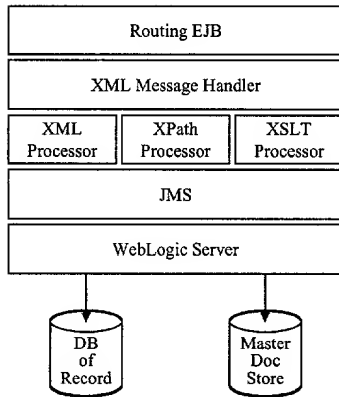 Routing EJB
XML Message Handler
XML
Processor
XPath
Processor
XSLT
Processor
JMS
WebLogic Server
DB
of
Record
Master
Doc
Store